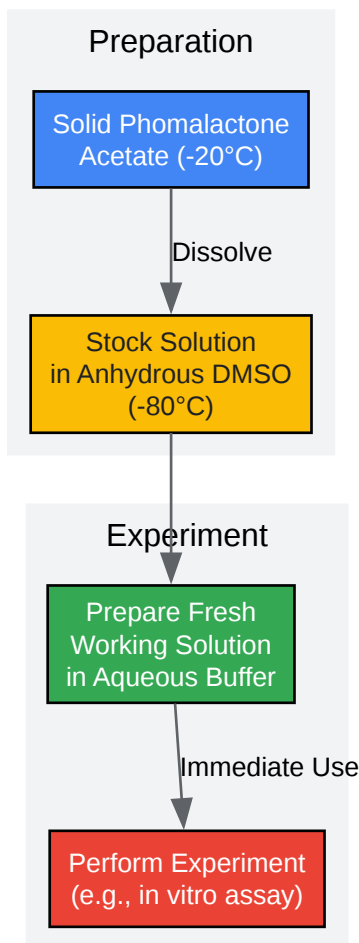 Preparation
Solid Phomalactone
Acetate (-20°C)
Dissolve
Stock Solution
in Anhydrous DMSO
(-80°C)
Experiment
Prepare Fresh
Working Solution
in Aqueous Buffer
Immediate Use
Perform Experiment
(e.g., in vitro assay)